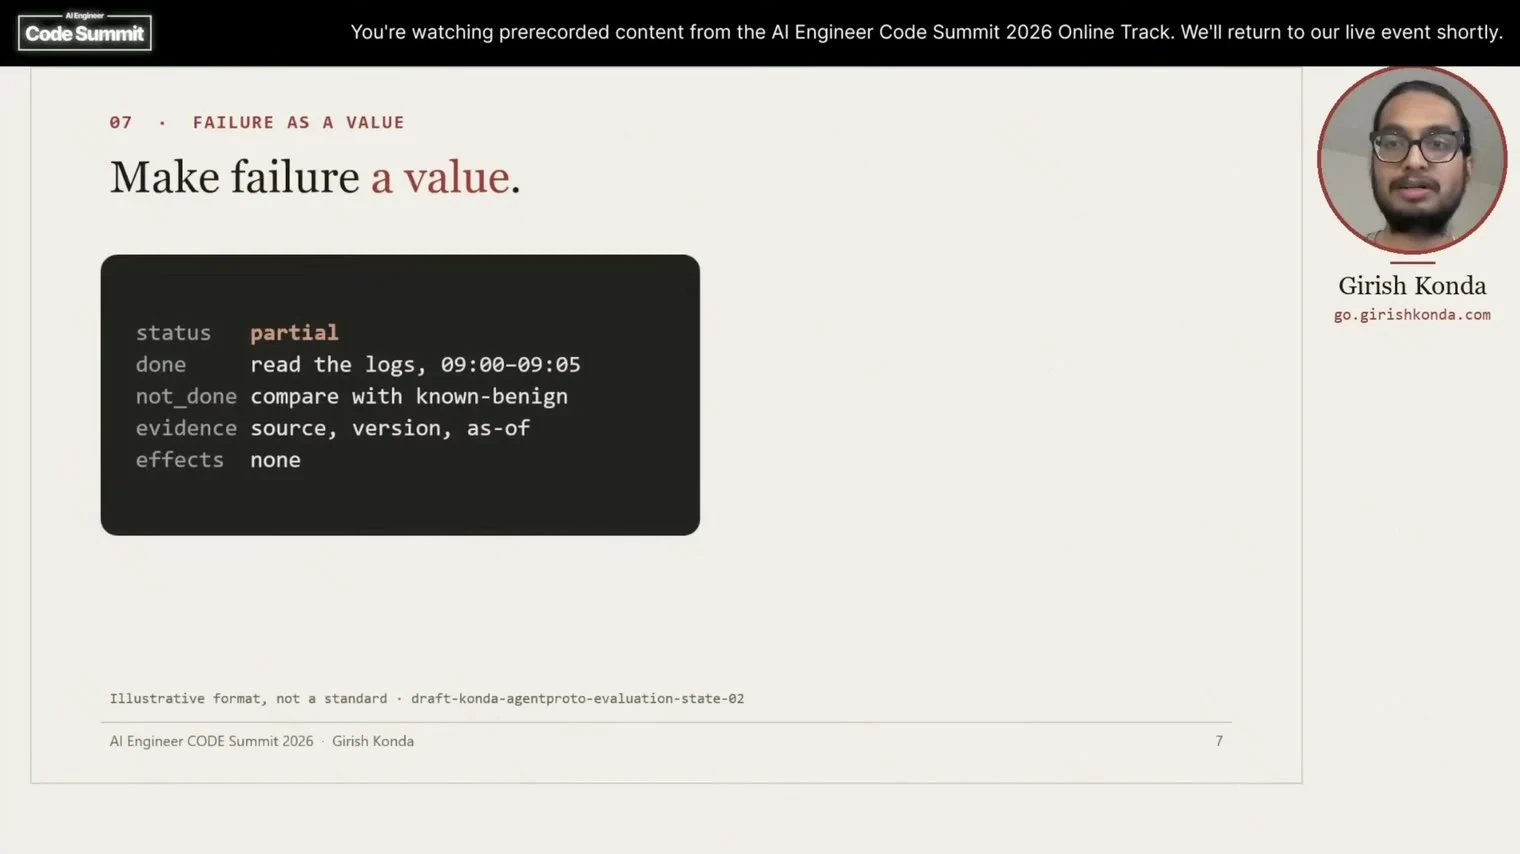 AI Engineer
Code Summit
You're watching prerecorded content from the AI Engineer Code Summit 2026 Online Track. We'll return to our live event shortly.
07 · FAILURE AS A VALUE
Make failure a value.
status partial
done read the logs, 09:00–09:05
not_done compare with known-benign
evidence source, version, as-of
effects none
Illustrative format, not a standard · draft-konda-agentproto-evaluation-state-02
AI Engineer CODE Summit 2026 · Girish Konda
7
Girish Konda
go.girishkonda.com